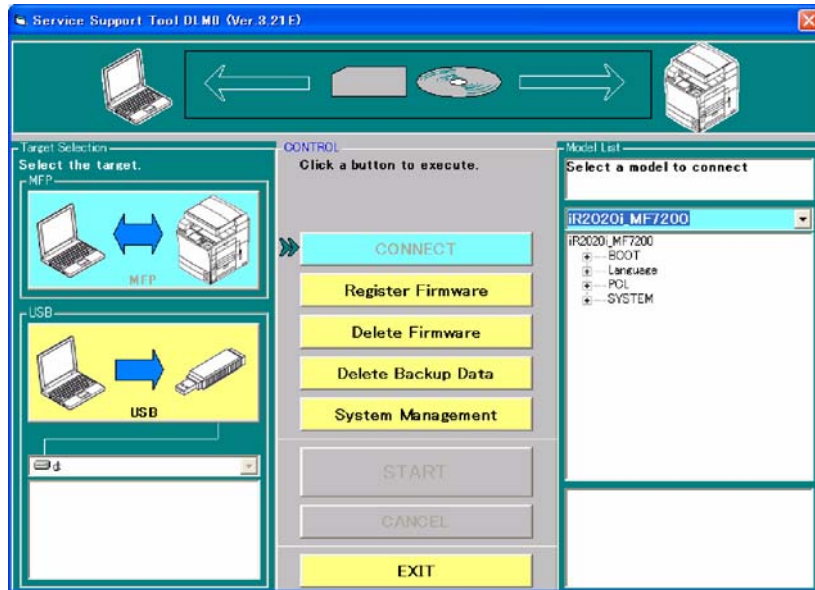 Service Support Tool DLM0 (Ver.3.21E)
Target Selection
Select the target.
MFP
MFP
USB
USB
d:
CONTROL
Click a button to execute.
CONNECT
Register Firmware
Delete Firmware
Delete Backup Data
System Management
START
CANCEL
EXIT
Model List
Select a model to connect
iR2020i_MF7200
iR2020i_MF7200
BOOT
Language
PCL
SYSTEM